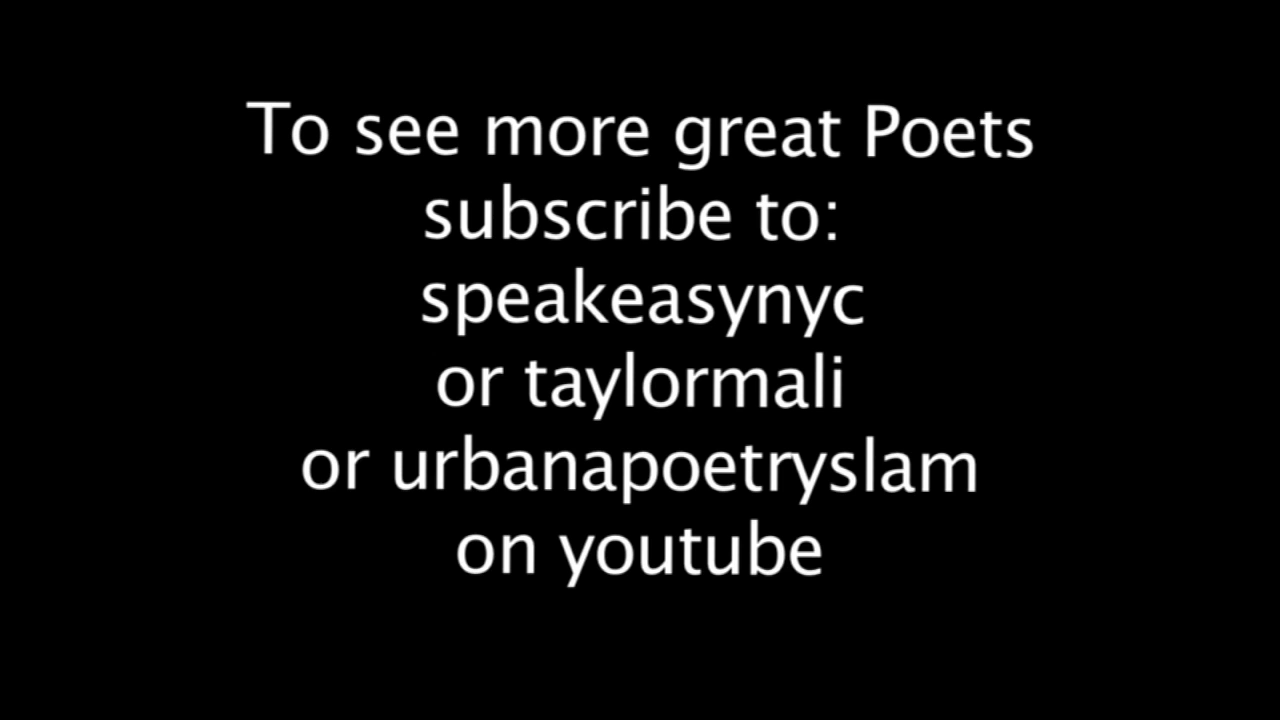 To see more great Poets
subscribe to:
speakeasynyc
or taylormali
or urbanapoetryslam
on youtube